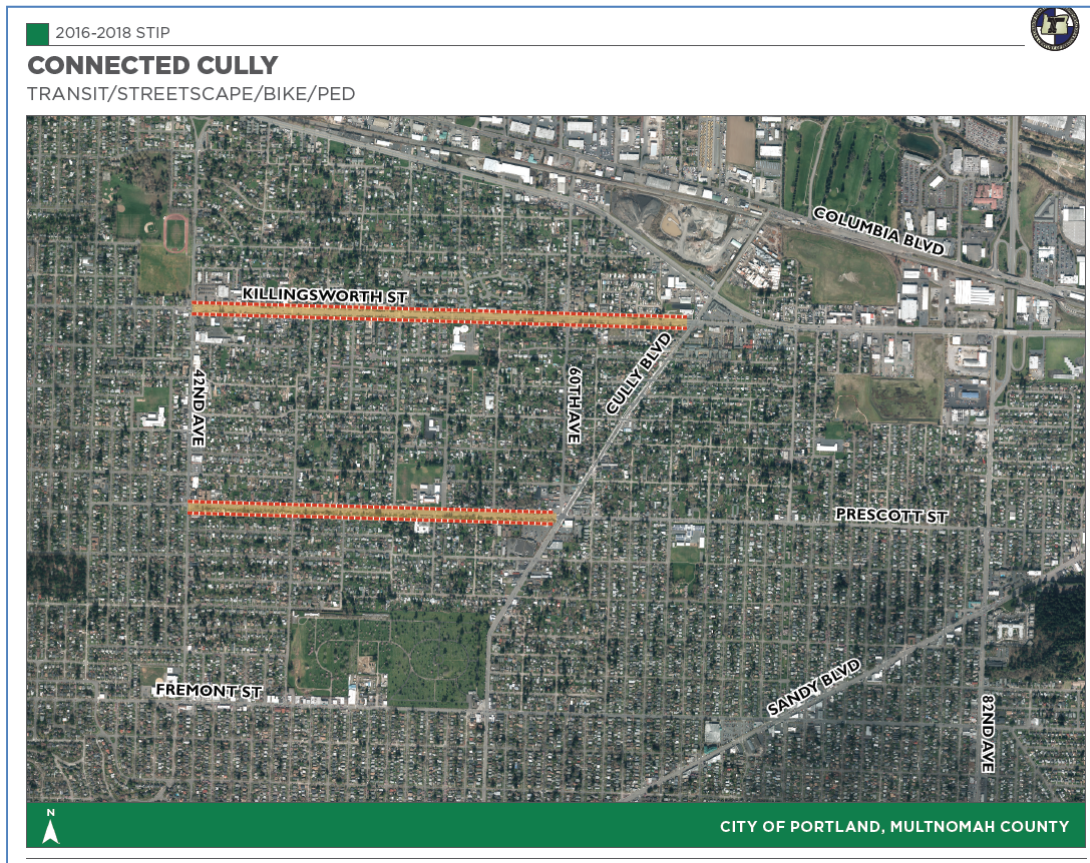 2016-2018 STIP
CONNECTED CULLY
TRANSIT/STREETSCAPE/BIKE/PED
COLUMBIA BLVD
KILLINGSWORTH ST
42ND AVE
60TH AVE
CULLY BLVD
PRESCOTT ST
FREMONT ST
SANDY BLVD
82ND AVE
N
CITY OF PORTLAND, MULTNOMAH COUNTY